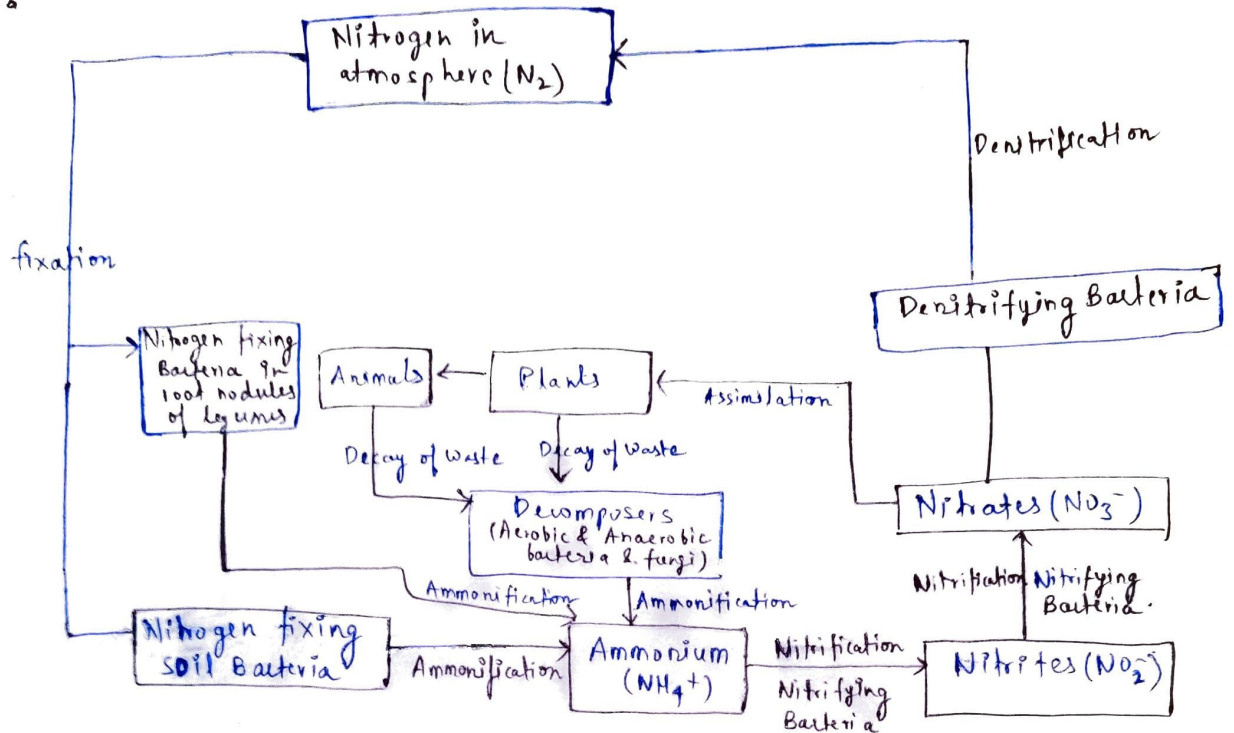 Nitrogen in
atmosphere (N₂)
Denitrification
fixation
Denitrifying Bacteria
Nitrogen fixing
Bacteria in
root nodules
of legumes
Animals
Plants
Assimilation
Decay of waste
Decay of waste
Decomposers
(Aerobic & Anaerobic
bacteria & fungi)
Nitrates (NO₃⁻)
Nitrification
Nitrifying
Bacteria.
Ammonification
Ammonification
Nitrogen fixing
soil Bacteria
Ammonification
Ammonium
(NH₄⁺)
Nitrification
Nitrifying
Bacteria
Nitrites (NO₂⁻)